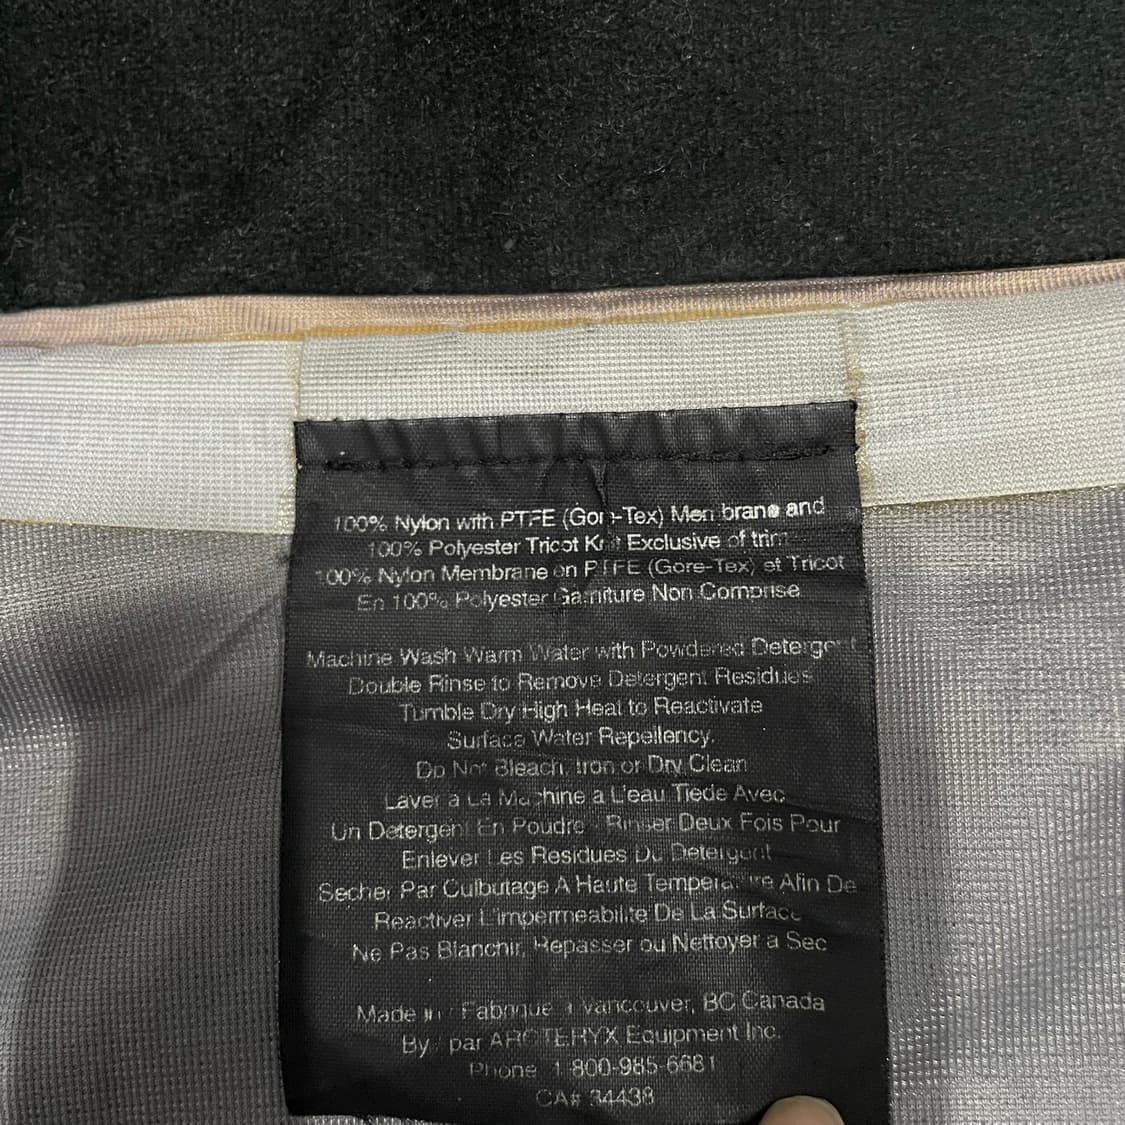 100% Nylon with PTFE (Gore-Tex) Membrane and
100% Polyester Tricot Knit Exclusive of trim
100% Nylon Membrane en PTFE (Gore-Tex) et Tricot
En 100% Polyester Garniture Non Comprise
Machine Wash Warm Water with Powdered Detergent
Double Rinse to Remove Detergent Residues
Tumble Dry High Heat to Reactivate
Surface Water Repellency.
Do Not Bleach, Iron or Dry Clean
Laver a La Machine a L'eau Tiede Avec
Un Detergent En Poudre Rinser Deux Fois Pour
Enlever Les Residues Du Detergent
Secher Par Culbutage A Haute Temperature Afin De
Reactiver L'impermeabilite De La Surface
Ne Pas Blanchir, Repasser ou Nettoyer a Sec
Made in / Fabrique a Vancouver, BC Canada
By / par ARC'TERYX Equipment Inc.
Phone 1-800-985-6681
CA# 34438